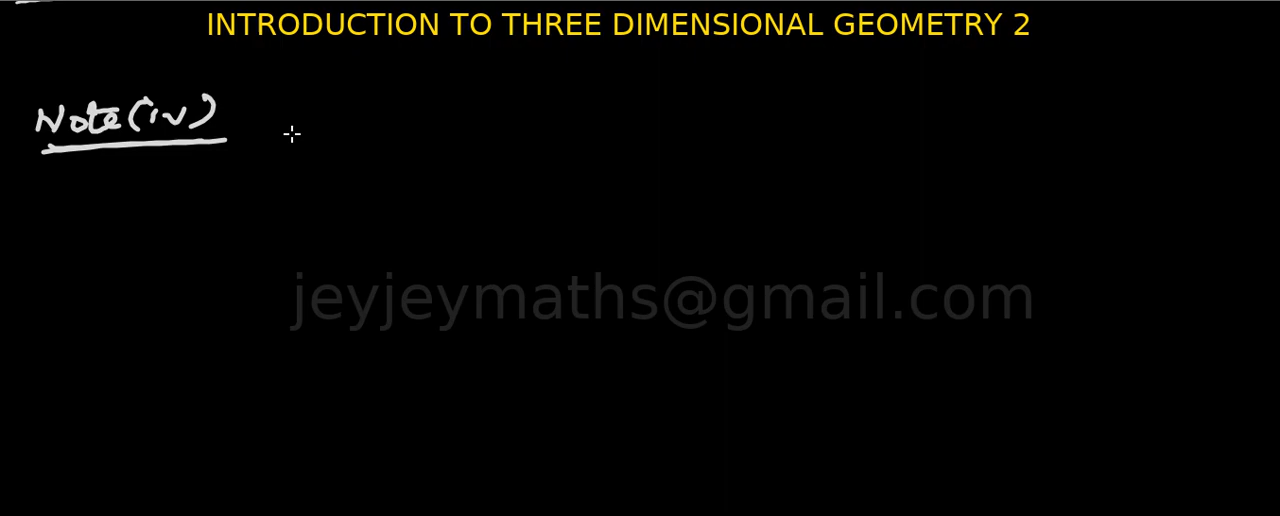 INTRODUCTION TO THREE DIMENSIONAL GEOMETRY 2
Note(iv)
jeyjeymaths@gmail.com